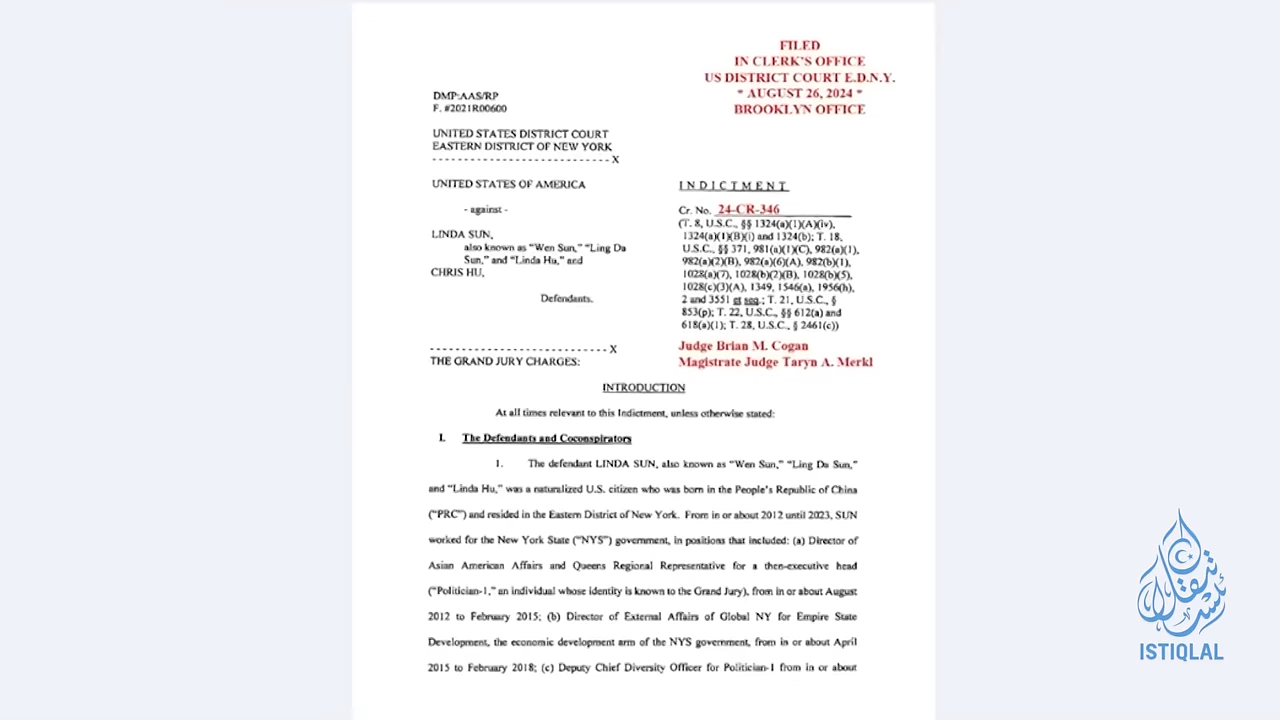 FILED
IN CLERK'S OFFICE
US DISTRICT COURT E.D.N.Y.
* AUGUST 26, 2024 *
BROOKLYN OFFICE
DMP:AAS/RP
F. #2021R00600
UNITED STATES DISTRICT COURT
EASTERN DISTRICT OF NEW YORK
- - - - - - - - - - - - - - - - - - - - - - - - - - - - X
UNITED STATES OF AMERICA
- against -
LINDA SUN,
also known as “Wen Sun,” “Ling Da
Sun,” and “Linda Hu,” and
CHRIS HU,
Defendants.
- - - - - - - - - - - - - - - - - - - - - - - - - - - - X
INDICTMENT
Cr. No. 24-CR-346
(T. 8, U.S.C., §§ 1324(a)(1)(A)(iv),
1324(a)(1)(B)(i) and 1324(b); T. 18,
U.S.C., §§ 371, 981(a)(1)(C), 982(a)(1),
982(a)(2)(B), 982(a)(6)(A), 982(b)(1),
1028(a)(7), 1028(b)(2)(B), 1028(b)(5),
1028(c)(3)(A), 1349, 1546(a), 1956(h),
2 and 3551 et seq.; T. 21, U.S.C., §
853(p); T. 22, U.S.C., §§ 612(a) and
618(a)(1); T. 28, U.S.C., § 2461(c))
Judge Brian M. Cogan
Magistrate Judge Taryn A. Merkl
THE GRAND JURY CHARGES:
INTRODUCTION
At all times relevant to this Indictment, unless otherwise stated:
I. The Defendants and Coconspirators
1. The defendant LINDA SUN, also known as “Wen Sun,” “Ling Da Sun,”
and “Linda Hu,” was a naturalized U.S. citizen who was born in the People's Republic of China
(“PRC”) and resided in the Eastern District of New York. From in or about 2012 until 2023, SUN
worked for the New York State (“NYS”) government, in positions that included: (a) Director of
Asian American Affairs and Queens Regional Representative for a then-executive head
(“Politician-1,” an individual whose identity is known to the Grand Jury), from in or about August
2012 to February 2015; (b) Director of External Affairs of Global NY for Empire State
Development, the economic development arm of the NYS government, from in or about April
2015 to February 2018; (c) Deputy Chief Diversity Officer for Politician-1 from in or about
ISTIQLAL